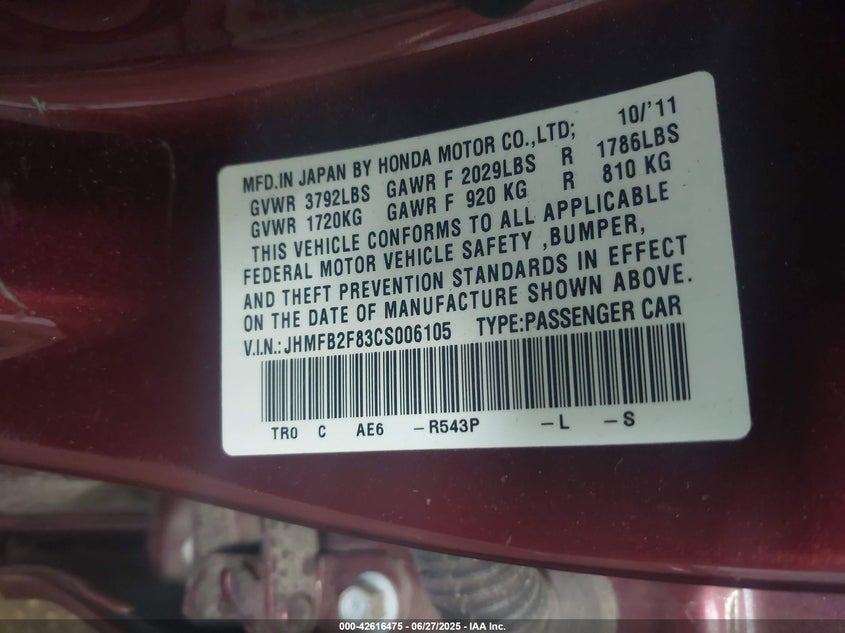 MFD.IN JAPAN BY HONDA MOTOR CO.,LTD; 10/'11
GVWR 3792LBS GAWR F 2029LBS R 1786LBS
GVWR 1720KG GAWR F 920 KG R 810 KG
THIS VEHICLE CONFORMS TO ALL APPLICABLE
FEDERAL MOTOR VEHICLE SAFETY ,BUMPER,
AND THEFT PREVENTION STANDARDS IN EFFECT
ON THE DATE OF MANUFACTURE SHOWN ABOVE.
V.I.N.:JHMFB2F83CS006105 TYPE:PASSENGER CAR
TR0 C AE6 -R543P -L -S
000-42616475 - 06/27/2025 - IAA Inc.